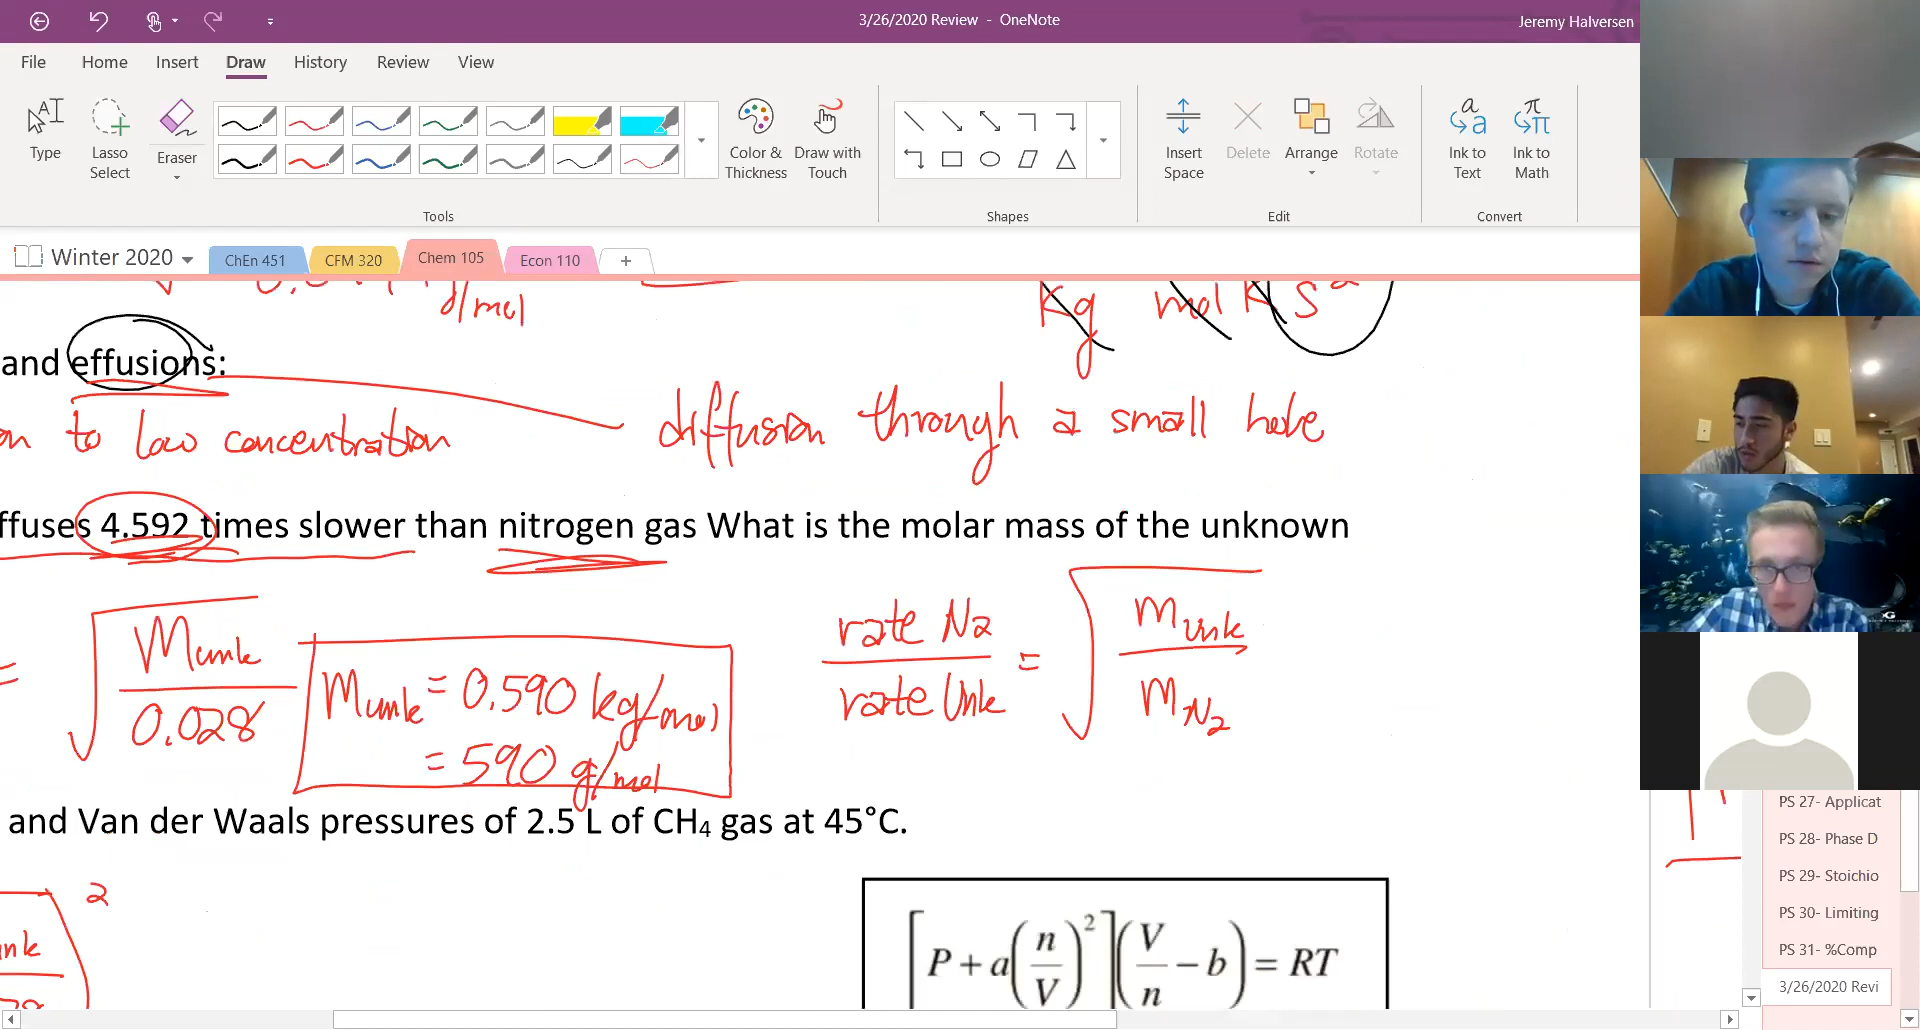 3/26/2020 Review - OneNote
Jeremy Halversen
File Home Insert Draw History Review View
Type
Lasso Select
Eraser
Color & Thickness
Draw with Touch
Insert Space
Delete
Arrange
Rotate
Ink to Text
Ink to Math
Tools
Shapes
Edit
Convert
Winter 2020
ChEn 451
CFM 320
Chem 105
Econ 110
+
g/mol
Kg mol K s²
and effusions:
on to low concentration
diffusion through a small hole
ffuses 4.592 times slower than nitrogen gas What is the molar mass of the unknown
= √(Munk/0.028)
Munk = 0.590 kg/mol
= 590 g/mol
rate N2/rate Unk = √(MUnk/MN2)
and Van der Waals pressures of 2.5 L of CH₄ gas at 45°C.
2
unk
[P + a(n/V)²](V/n − b) = RT
PS 27- Applicat
PS 28- Phase D
PS 29- Stoichio
PS 30- Limiting
PS 31- %Comp
3/26/2020 Revi